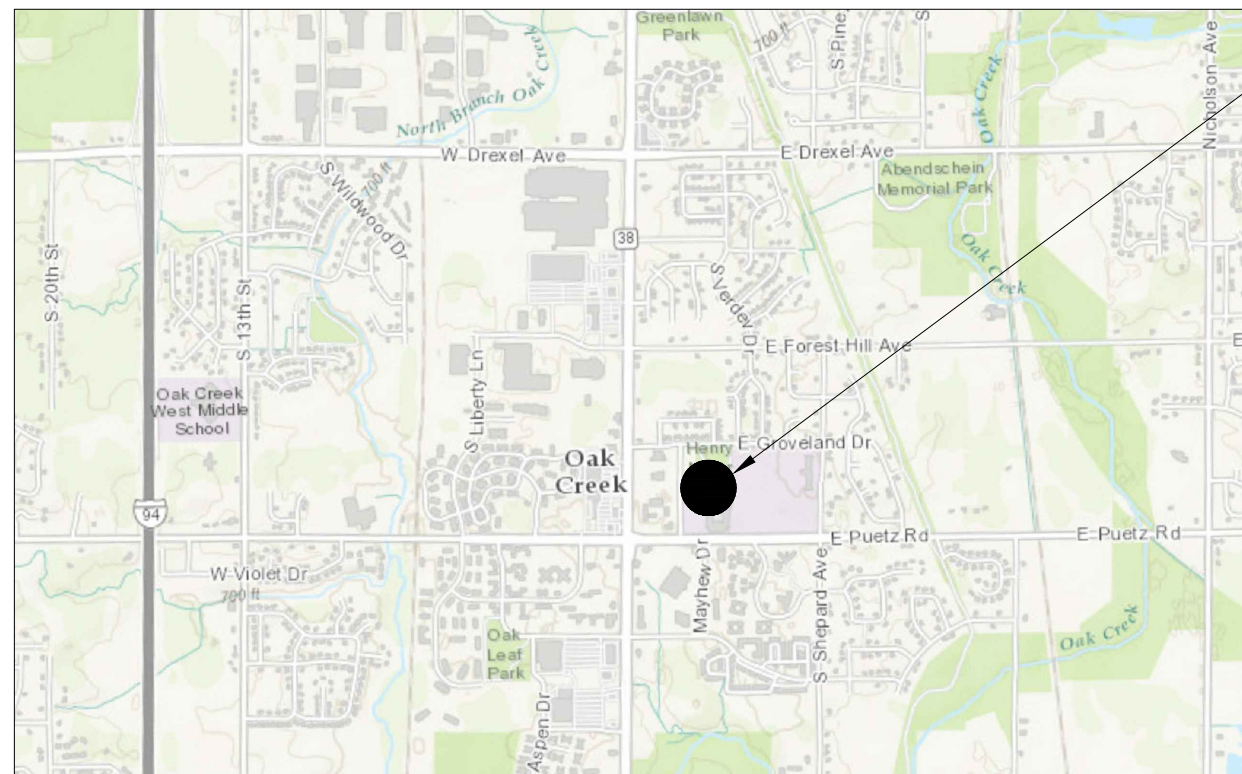 Greenlawn
Park
700 ft
S Piney
S
Nicholson Ave
North Branch Oak Creek
Oak Creek
W Drexel Ave
E Drexel Ave
S Wildwood Dr
700 ft
Abendschein
Memorial Park
38
S 20th St
S 13th St
S Verdev Dr
Oak Creek
E Forest Hill Ave
E
S Liberty Ln
Oak Creek
West Middle
School
Henry
E Groveland Dr
Oak
Creek
94
E Puetz Rd
E Puetz Rd
W Violet Dr
700 ft
Mayhew Dr
S Shepard Ave
Oak
Leaf
Park
Oak Creek
Aspen Dr